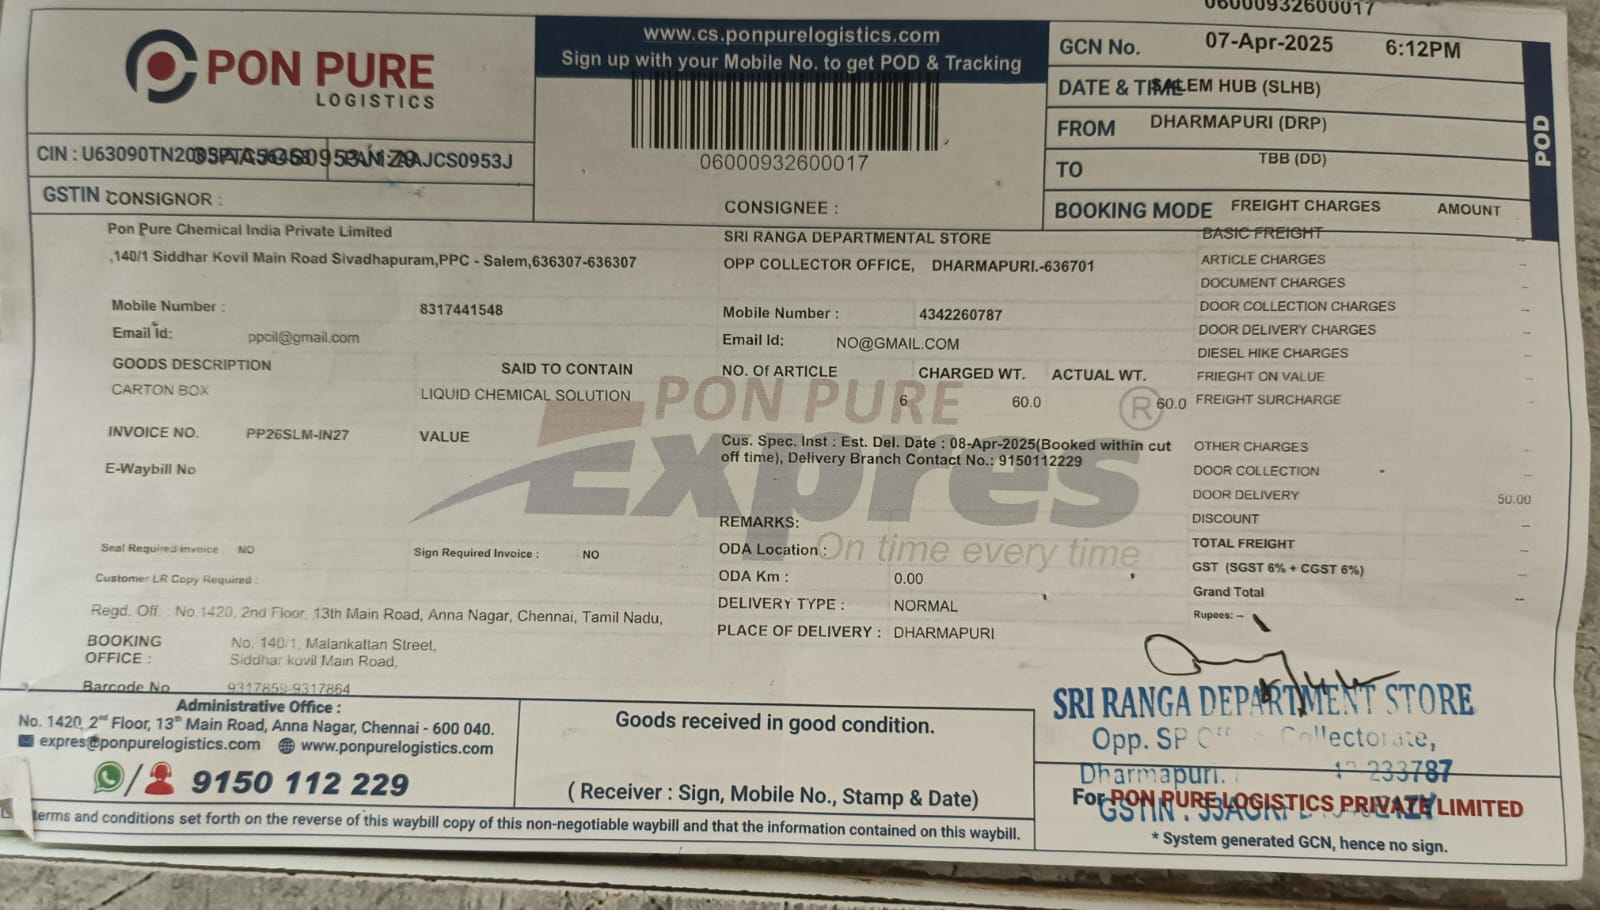 06000932600017
PON PURE
LOGISTICS
www.cs.ponpurelogistics.com
Sign up with your Mobile No. to get POD & Tracking
06000932600017
GCN No. 07-Apr-2025 6:12PM
DATE & TIME SALEM HUB (SLHB)
FROM DHARMAPURI (DRP)
TO TBB (DD)
BOOKING MODE FREIGHT CHARGES AMOUNT
POD
CIN : PAN: AAJCS0953J
GSTIN CONSIGNOR :
Pon Pure Chemical India Private Limited
,140/1 Siddhar Kovil Main Road Sivadhapuram,PPC - Salem,636307-636307
Mobile Number : 8317441548
Email Id: ppcil@gmail.com
GOODS DESCRIPTION SAID TO CONTAIN
CARTON BOX LIQUID CHEMICAL SOLUTION
INVOICE NO. PP26SLM-IN27 VALUE
E-Waybill No
Seal Required invoice : NO Sign Required Invoice : NO
Customer LR Copy Required :
Regd. Off. : No.1420, 2nd Floor, 13th Main Road, Anna Nagar, Chennai, Tamil Nadu,
BOOKING OFFICE : No. 140/1, Malankattan Street,
Siddhar kovil Main Road,
Barcode No 9317859-9317864
CONSIGNEE :
SRI RANGA DEPARTMENTAL STORE
OPP COLLECTOR OFFICE, DHARMAPURI.-636701
Mobile Number : 4342260787
Email Id: NO@GMAIL.COM
NO. Of ARTICLE CHARGED WT. ACTUAL WT.
6 60.0 60.0
PON PURE ®
Expres
On time every time
Cus. Spec. Inst : Est. Del. Date : 08-Apr-2025(Booked within cut
off time), Delivery Branch Contact No.: 9150112229
REMARKS:
ODA Location :
ODA Km : 0.00
DELIVERY TYPE : NORMAL
PLACE OF DELIVERY : DHARMAPURI
BASIC FREIGHT --
ARTICLE CHARGES --
DOCUMENT CHARGES --
DOOR COLLECTION CHARGES --
DOOR DELIVERY CHARGES --
DIESEL HIKE CHARGES --
FRIEGHT ON VALUE --
FREIGHT SURCHARGE --
OTHER CHARGES --
DOOR COLLECTION --
DOOR DELIVERY 50.00
DISCOUNT --
TOTAL FREIGHT --
GST (SGST 6% + CGST 6%) --
Grand Total --
Rupees: --
Administrative Office :
No. 1420, 2nd Floor, 13th Main Road, Anna Nagar, Chennai - 600 040.
expres@ponpurelogistics.com www.ponpurelogistics.com
9150 112 229
terms and conditions set forth on the reverse of this waybill copy of this non-negotiable waybill and that the information contained on this waybill.
Goods received in good condition.
( Receiver : Sign, Mobile No., Stamp & Date)
SRI RANGA DEPARTMENT STORE
Opp. SP Collectorate,
Dharmapuri. 233787
For PON PURE LOGISTICS PRIVATE LIMITED
GSTIN :
* System generated GCN, hence no sign.